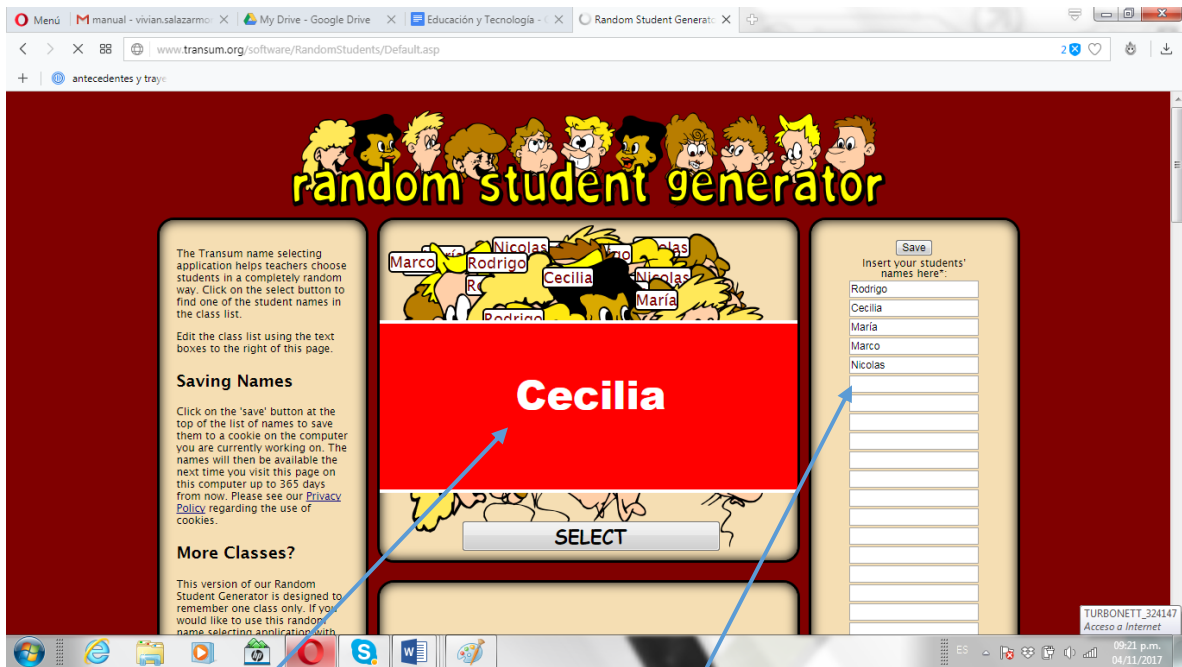 Menú
manual - vivian.salazarmo
My Drive - Google Drive
Educación y Tecnología -
Random Student Generato
www.transum.org/software/RandomStudents/Default.asp
2
antecedentes y traye
random student generator
The Transum name selecting
application helps teachers choose
students in a completely random
way. Click on the select button to
find one of the student names in
the class list.
Edit the class list using the text
boxes to the right of this page.
Saving Names
Click on the 'save' button at the
top of the list of names to save
them to a cookie on the computer
you are currently working on. The
names will then be available the
next time you visit this page on
this computer up to 365 days
from now. Please see our Privacy
Policy regarding the use of
cookies.
More Classes?
This version of our Random
Student Generator is designed to
remember one class only. If you
would like to use this random
name selecting application with
Nicolas
Marco
Rodrigo
Cecilia
Nicolas
María
Rodrigo
Cecilia
SELECT
Save
Insert your students'
names here*:
Rodrigo
Cecilia
María
Marco
Nicolas
TURBONETT_324147
Acceso a Internet
ES
09:21 p.m.
04/11/2017